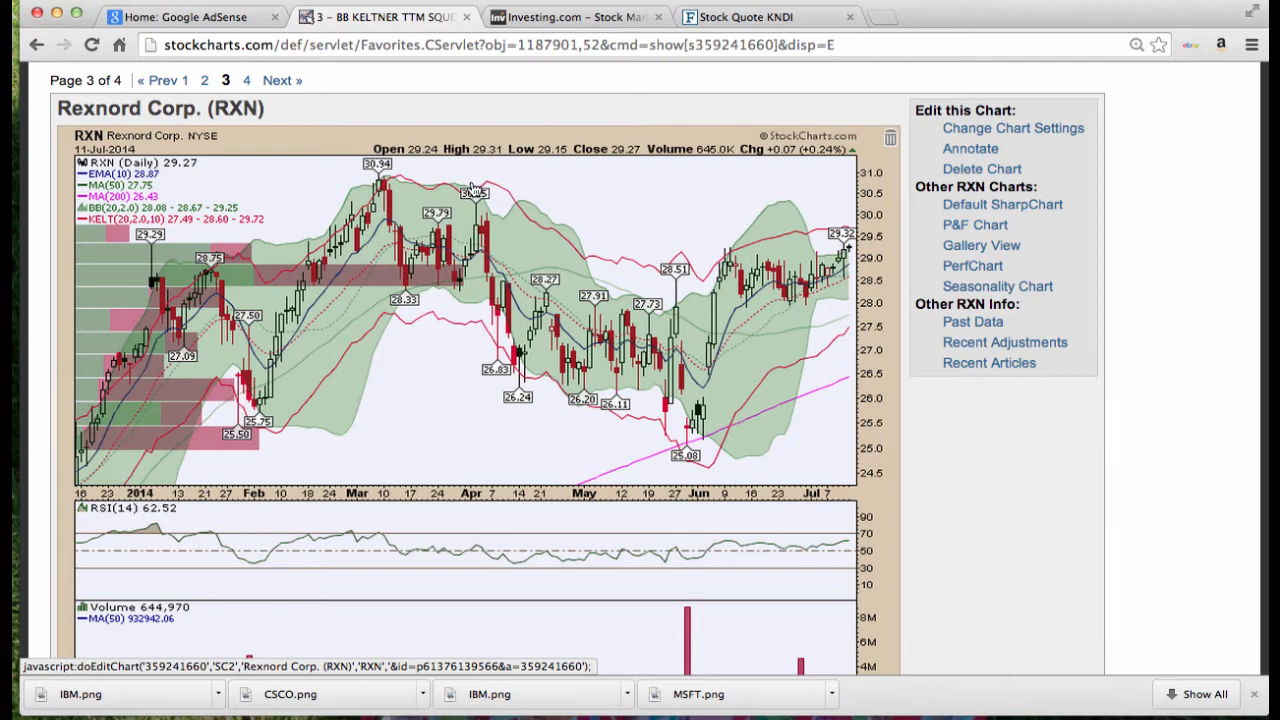 Home: Google AdSense
3 – BB KELTNER TTM SQUE
Investing.com – Stock Mar
Stock Quote KNDI
stockcharts.com/def/servlet/Favorites.CServlet?obj=1187901,52&cmd=show[s359241660]&disp=E
Page 3 of 4 | « Prev 1 2 3 4 Next »
Rexnord Corp. (RXN)
RXN Rexnord Corp. NYSE
© StockCharts.com
11-Jul-2014
Open 29.24 High 29.31 Low 29.15 Close 29.27 Volume 645.0K Chg +0.07 (+0.24%)
RXN (Daily) 29.27
EMA(10) 28.87
MA(50) 27.75
MA(200) 26.43
BB(20,2.0) 28.08 - 28.67 - 29.25
KELT(20,2.0,10) 27.49 - 28.60 - 29.72
30.94
29.79
29.29
28.75
27.50
27.09
25.75
25.50
28.33
26.83
26.24
28.27
27.91
26.20
26.11
27.73
28.51
25.08
29.32
31.0
30.5
30.0
29.5
29.0
28.5
28.0
27.5
27.0
26.5
26.0
25.5
25.0
24.5
16 23 2014 13 21 27 Feb 10 18 24 Mar 10 17 24 Apr 7 14 21 May 12 19 27 Jun 9 16 23 Jul 7
RSI(14) 62.52
90
70
50
30
10
Volume 644,970
MA(50) 932942.06
8M
6M
4M
Edit this Chart:
Change Chart Settings
Annotate
Delete Chart
Other RXN Charts:
Default SharpChart
P&F Chart
Gallery View
PerfChart
Seasonality Chart
Other RXN Info:
Past Data
Recent Adjustments
Recent Articles
javascript:doEditChart('359241660','SC2','Rexnord Corp. (RXN)','RXN','&id=p61376139566&a=359241660');
IBM.png
CSCO.png
IBM.png
MSFT.png
Show All